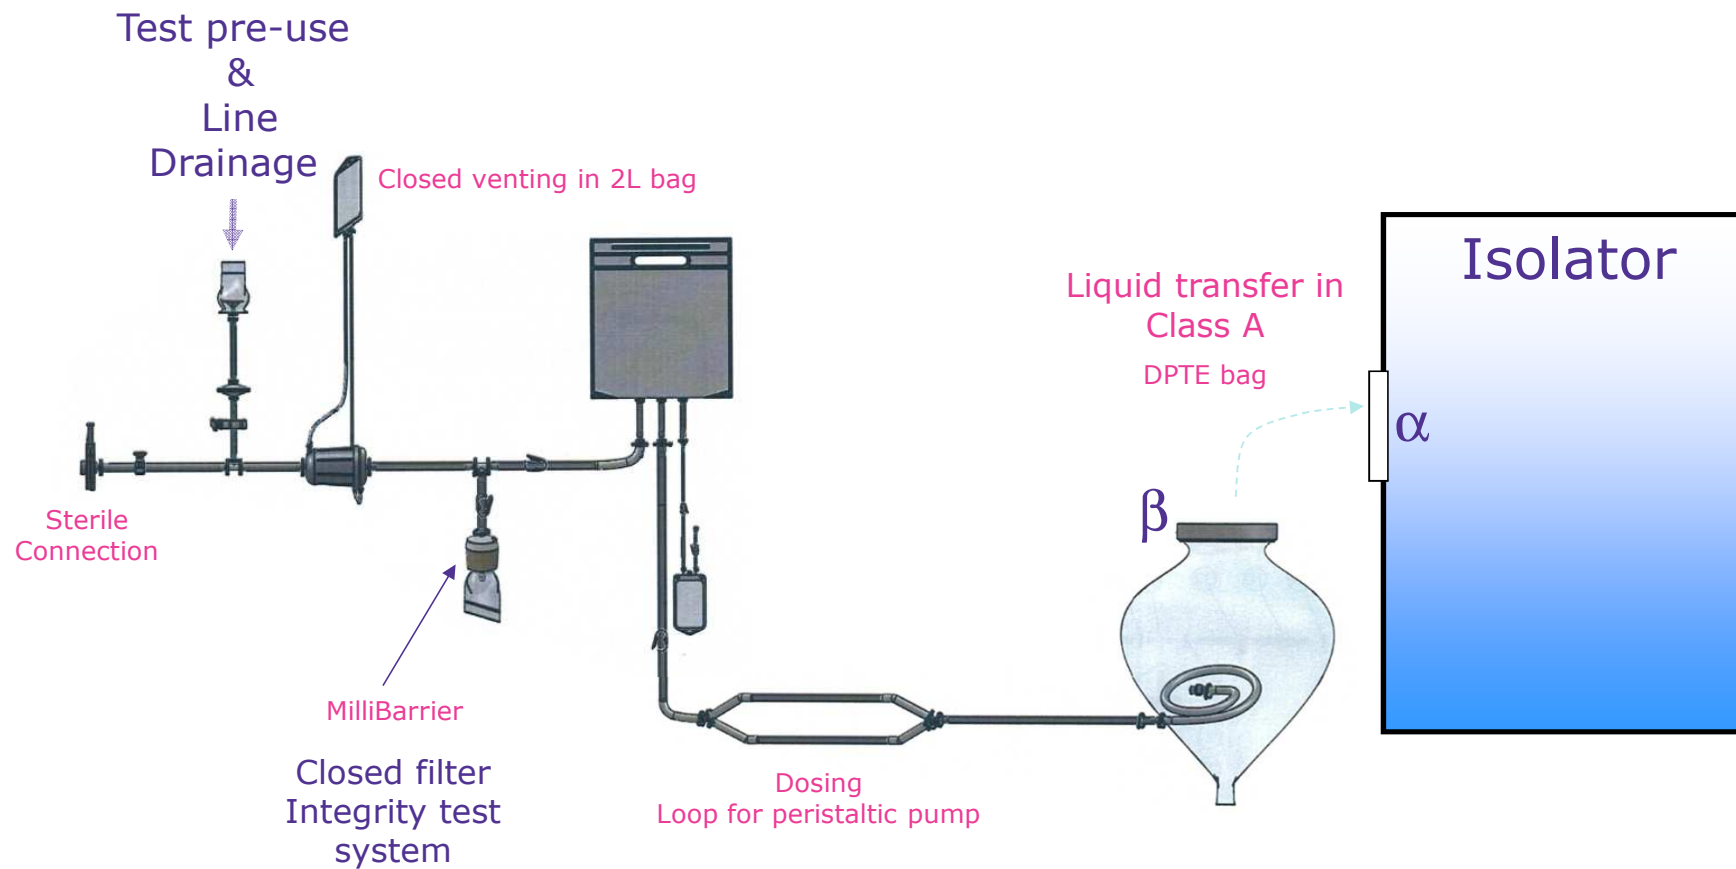 Test pre-use
&
Line
Drainage
Closed venting in 2L bag
Sterile
Connection
MilliBarrier
Closed filter
Integrity test
system
Dosing
Loop for peristaltic pump
Liquid transfer in
Class A
DPTE bag
β
α
Isolator